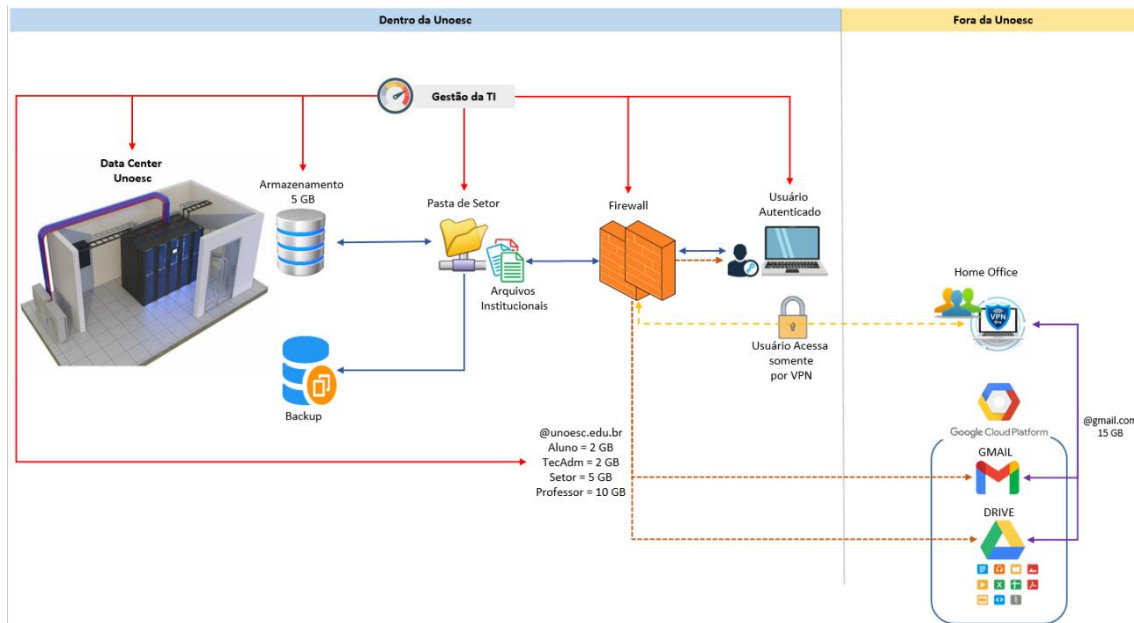 Dentro da Unoesc
Fora da Unoesc
Gestão da TI
Data Center
Unoesc
Armazenamento
5 GB
Pasta de Setor
Firewall
Usuário
Autenticado
Arquivos
Institucionais
Home Office
VPN
Usuário Acessa
somente
por VPN
Backup
Google Cloud Platform
@gmail.com
15 GB
@unoesc.edu.br
Aluno = 2 GB
TecAdm = 2 GB
Setor = 5 GB
Professor = 10 GB
GMAIL
DRIVE